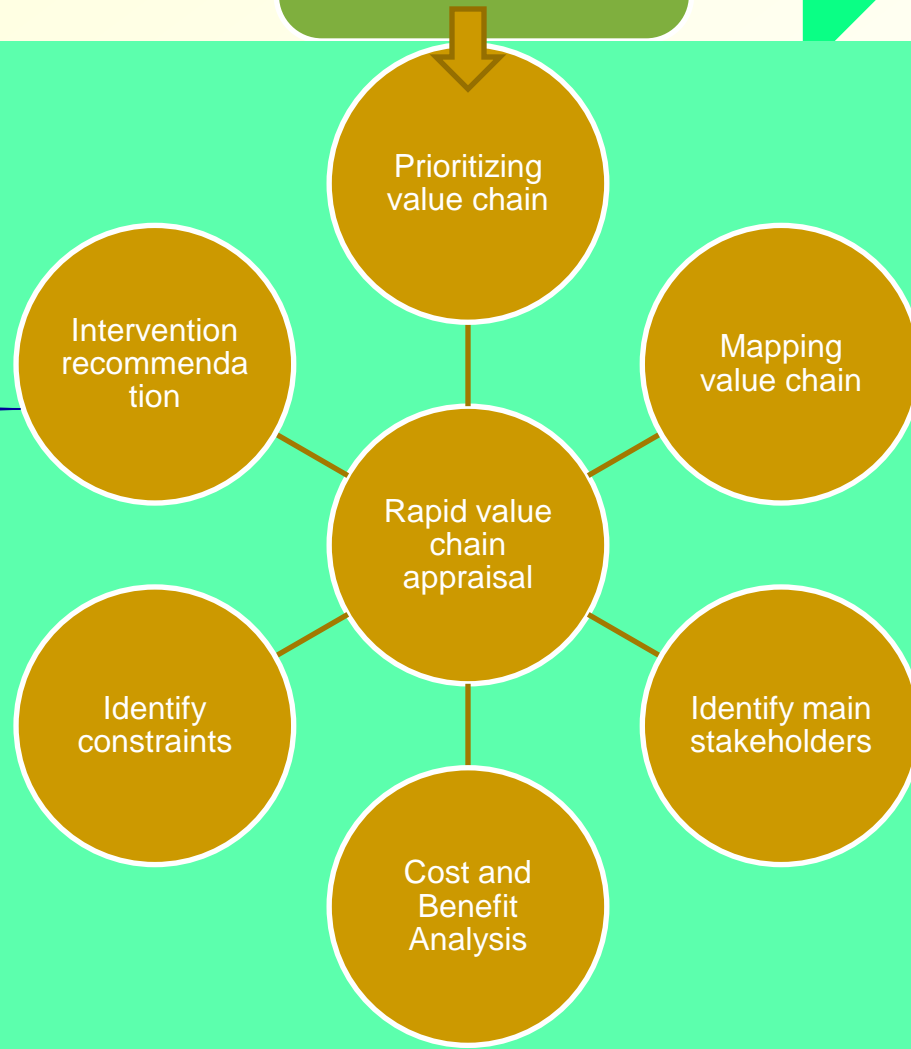 Prioritizing
value chain
Intervention
recommenda
tion
Mapping
value chain
Rapid value
chain
appraisal
Identify
constraints
Identify main
stakeholders
Cost and
Benefit
Analysis